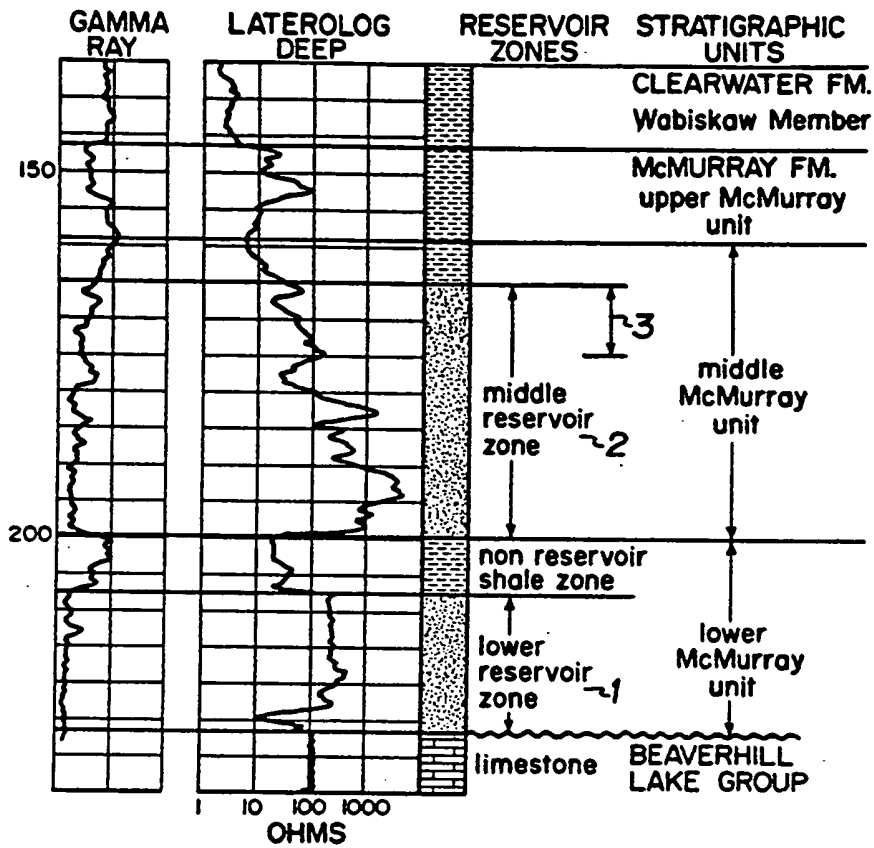 GAMMA
RAY
LATEROLOG
DEEP
RESERVOIR
ZONES
STRATIGRAPHIC
UNITS
CLEARWATER FM.
Wabiskaw Member
150
McMURRAY FM.
upper McMurray
unit
3
middle
reservoir
zone
2
middle
McMURRAY
unit
200
non reservoir
shale zone
lower
reservoir
zone
1
lower
McMURRAY
unit
limestone
BEAVERHILL
LAKE GROUP
1 10 100 1000
OHMS